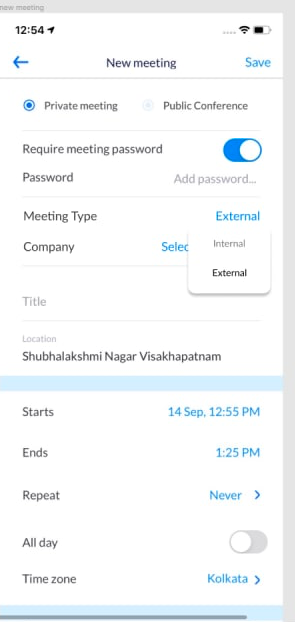 new meeting
12:54
New meeting
Save
Private meeting
Public Conference
Require meeting password
Password
Add password...
Meeting Type
External
Company
Selec
Internal
External
Title
Location
Shubhalakshmi Nagar Visakhapatnam
Starts
14 Sep, 12:55 PM
Ends
1:25 PM
Repeat
Never
All day
Time zone
Kolkata